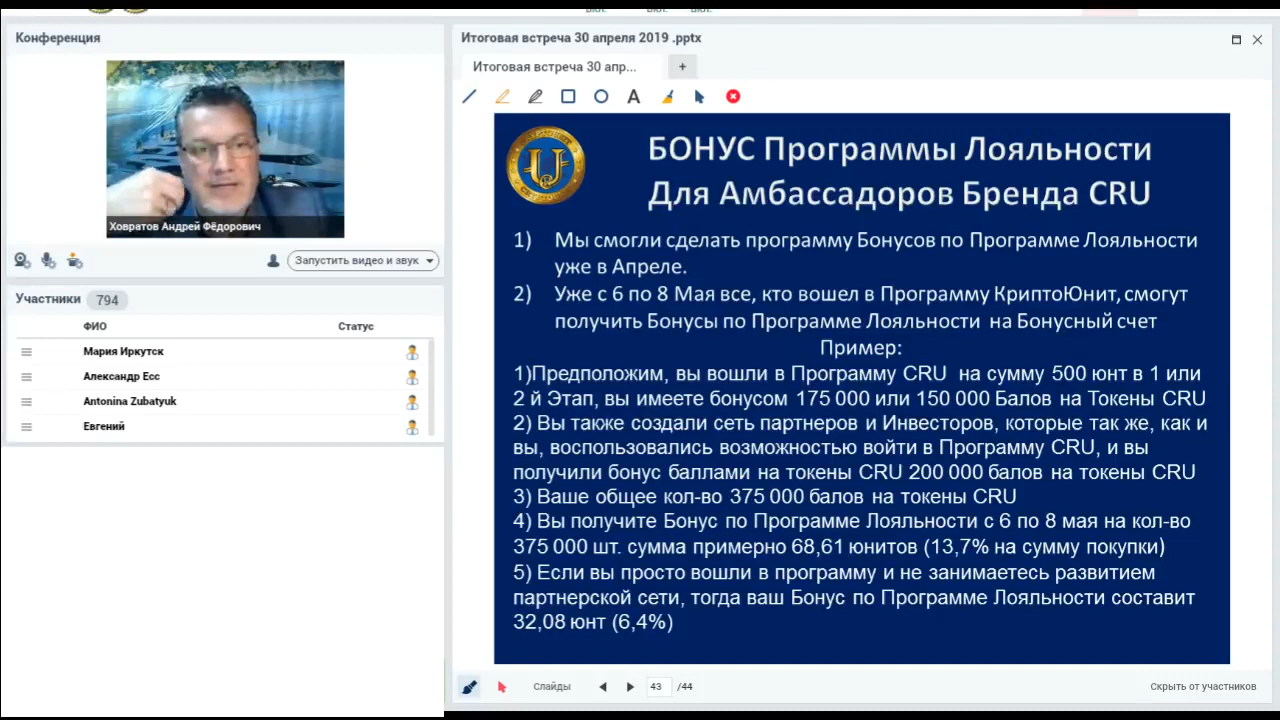 Конференция
Ховратов Андрей Фёдорович
Запустить видео и звук
Участники 794
ФИО Статус
Мария Иркутск
Александр Есс
Antonina Zubatyuk
Евгений
Итоговая встреча 30 апреля 2019 .pptx
Итоговая встреча 30 апр... +
A
БОНУС Программы Лояльности
Для Амбассадоров Бренда CRU
1) Мы смогли сделать программу Бонусов по Программе Лояльности
уже в Апреле.
2) Уже с 6 по 8 Мая все, кто вошел в Программу КриптоЮнит, смогут
получить Бонусы по Программе Лояльности на Бонусный счет
Пример:
1)Предположим, вы вошли в Программу CRU на сумму 500 юнт в 1 или
2 й Этап, вы имеете бонусом 175 000 или 150 000 Балов на Токены CRU
2) Вы также создали сеть партнеров и Инвесторов, которые так же, как и
вы, воспользовались возможностью войти в Программу CRU, и вы
получили бонус баллами на токены CRU 200 000 балов на токены CRU
3) Ваше общее кол-во 375 000 балов на токены CRU
4) Вы получите Бонус по Программе Лояльности с 6 по 8 мая на кол-во
375 000 шт. сумма примерно 68,61 юнитов (13,7% на сумму покупки)
5) Если вы просто вошли в программу и не занимаетесь развитием
партнерской сети, тогда ваш Бонус по Программе Лояльности составит
32,08 юнт (6,4%)
Слайды 43 /44 Скрыть от участников